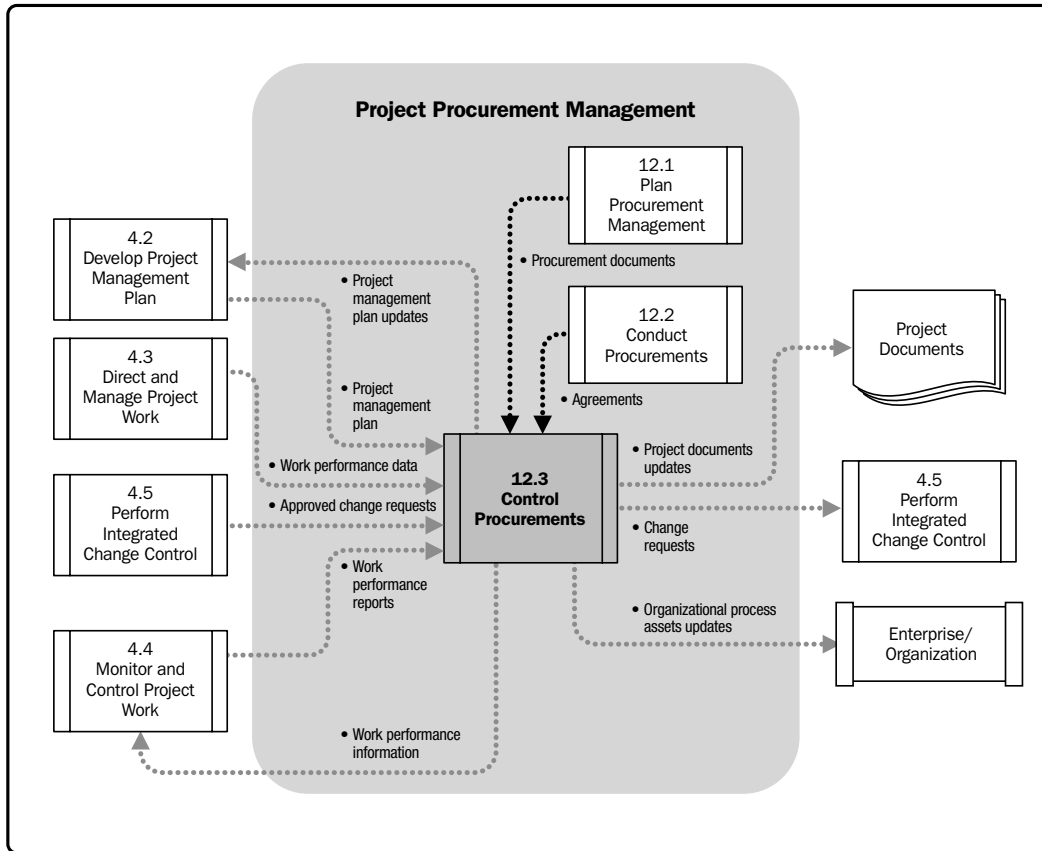 Project Procurement Management
12.1
Plan
Procurement
Management
4.2
Develop Project
Management
Plan
• Procurement documents
• Project
management
plan updates
12.2
Conduct
Procurements
Project
Documents
4.3
Direct and
Manage Project
Work
• Agreements
• Project
management
plan
• Project documents
updates
• Work performance data
12.3
Control
Procurements
4.5
Perform
Integrated
Change Control
• Approved change requests
4.5
Perform
Integrated
Change Control
• Change
requests
• Work
performance
reports
• Organizational process
assets updates
Enterprise/
Organization
4.4
Monitor and
Control Project
Work
• Work performance
information